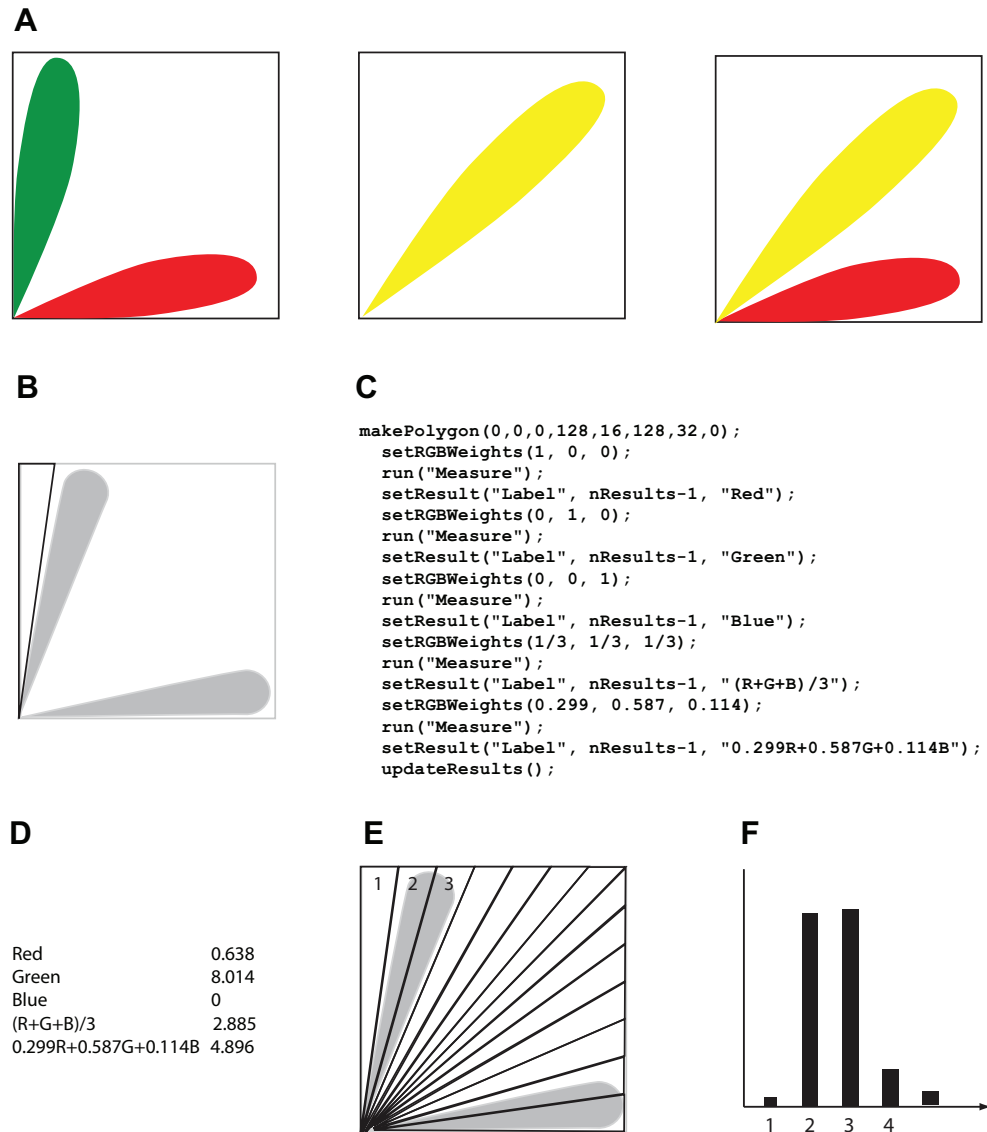 A
B
C
makePolygon(0,0,0,128,16,128,32,0);
setRGBWeights(1, 0, 0);
run("Measure");
setResult("Label", nResults-1, "Red");
setRGBWeights(0, 1, 0);
run("Measure");
setResult("Label", nResults-1, "Green");
setRGBWeights(0, 0, 1);
run("Measure");
setResult("Label", nResults-1, "Blue");
setRGBWeights(1/3, 1/3, 1/3);
run("Measure");
setResult("Label", nResults-1, "(R+G+B)/3");
setRGBWeights(0.299, 0.587, 0.114);
run("Measure");
setResult("Label", nResults-1, "0.299R+0.587G+0.114B");
updateResults();
D
Red 0.638
Green 8.014
Blue 0
(R+G+B)/3 2.885
0.299R+0.587G+0.114B 4.896
E
1 2 3
F
1 2 3 4